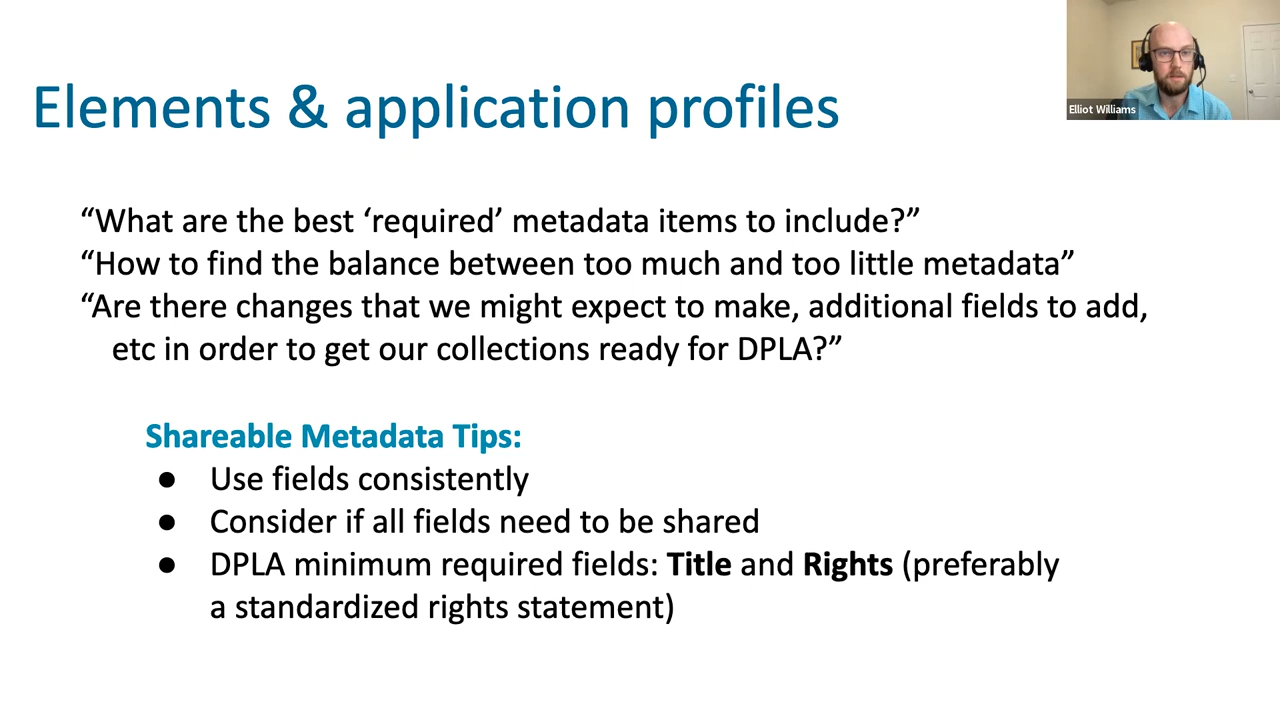 Elements & application profiles
Elliot Williams
“What are the best ‘required’ metadata items to include?”
“How to find the balance between too much and too little metadata”
“Are there changes that we might expect to make, additional fields to add,
etc in order to get our collections ready for DPLA?”
Shareable Metadata Tips:
● Use fields consistently
● Consider if all fields need to be shared
● DPLA minimum required fields: Title and Rights (preferably
a standardized rights statement)